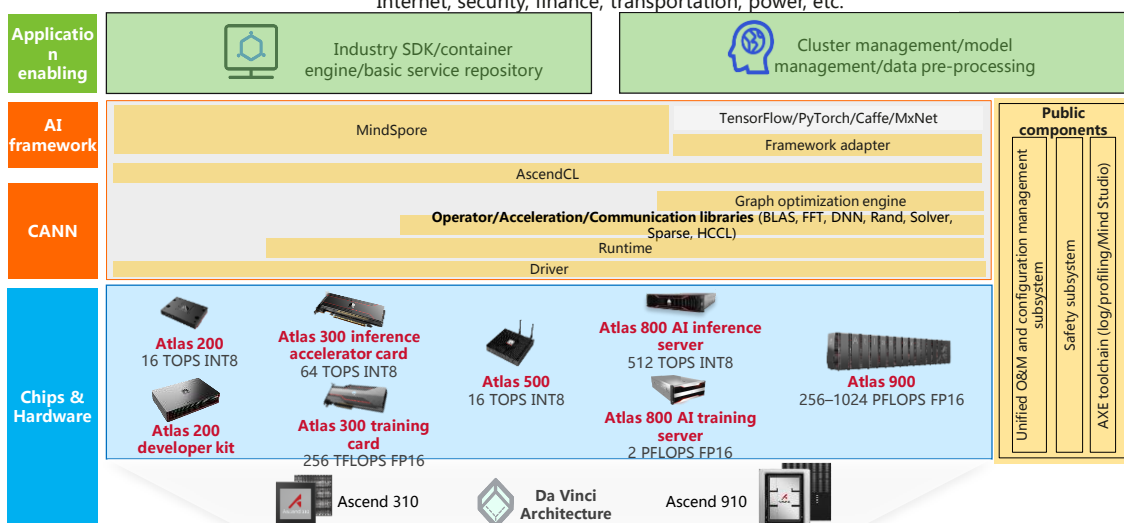 Internet, security, finance, transportation, power, etc.
Applicatio
n
enabling
Industry SDK/container
engine/basic service repository
Cluster management/model
management/data pre-processing
AI
framework
MindSpore
TensorFlow/PyTorch/Caffe/MxNet
Framework adapter
AscendCL
CANN
Graph optimization engine
Operator/Acceleration/Communication libraries (BLAS, FFT, DNN, Rand, Solver,
Sparse, HCCL)
Runtime
Driver
Public
components
Unified O&M and configuration management
subsystem
Safety subsystem
AXE toolchain (log/profiling/Mind Studio)
Chips &
Hardware
Atlas 200
16 TOPS INT8
Atlas 200
developer kit
Atlas 300 inference
accelerator card
64 TOPS INT8
Atlas 300 training
card
256 TFLOPS FP16
Atlas 500
16 TOPS INT8
Atlas 800 AI inference
server
512 TOPS INT8
Atlas 800 AI training
server
2 PFLOPS FP16
Atlas 900
256–1024 PFLOPS FP16
Ascend 310
Da Vinci
Architecture
Ascend 910